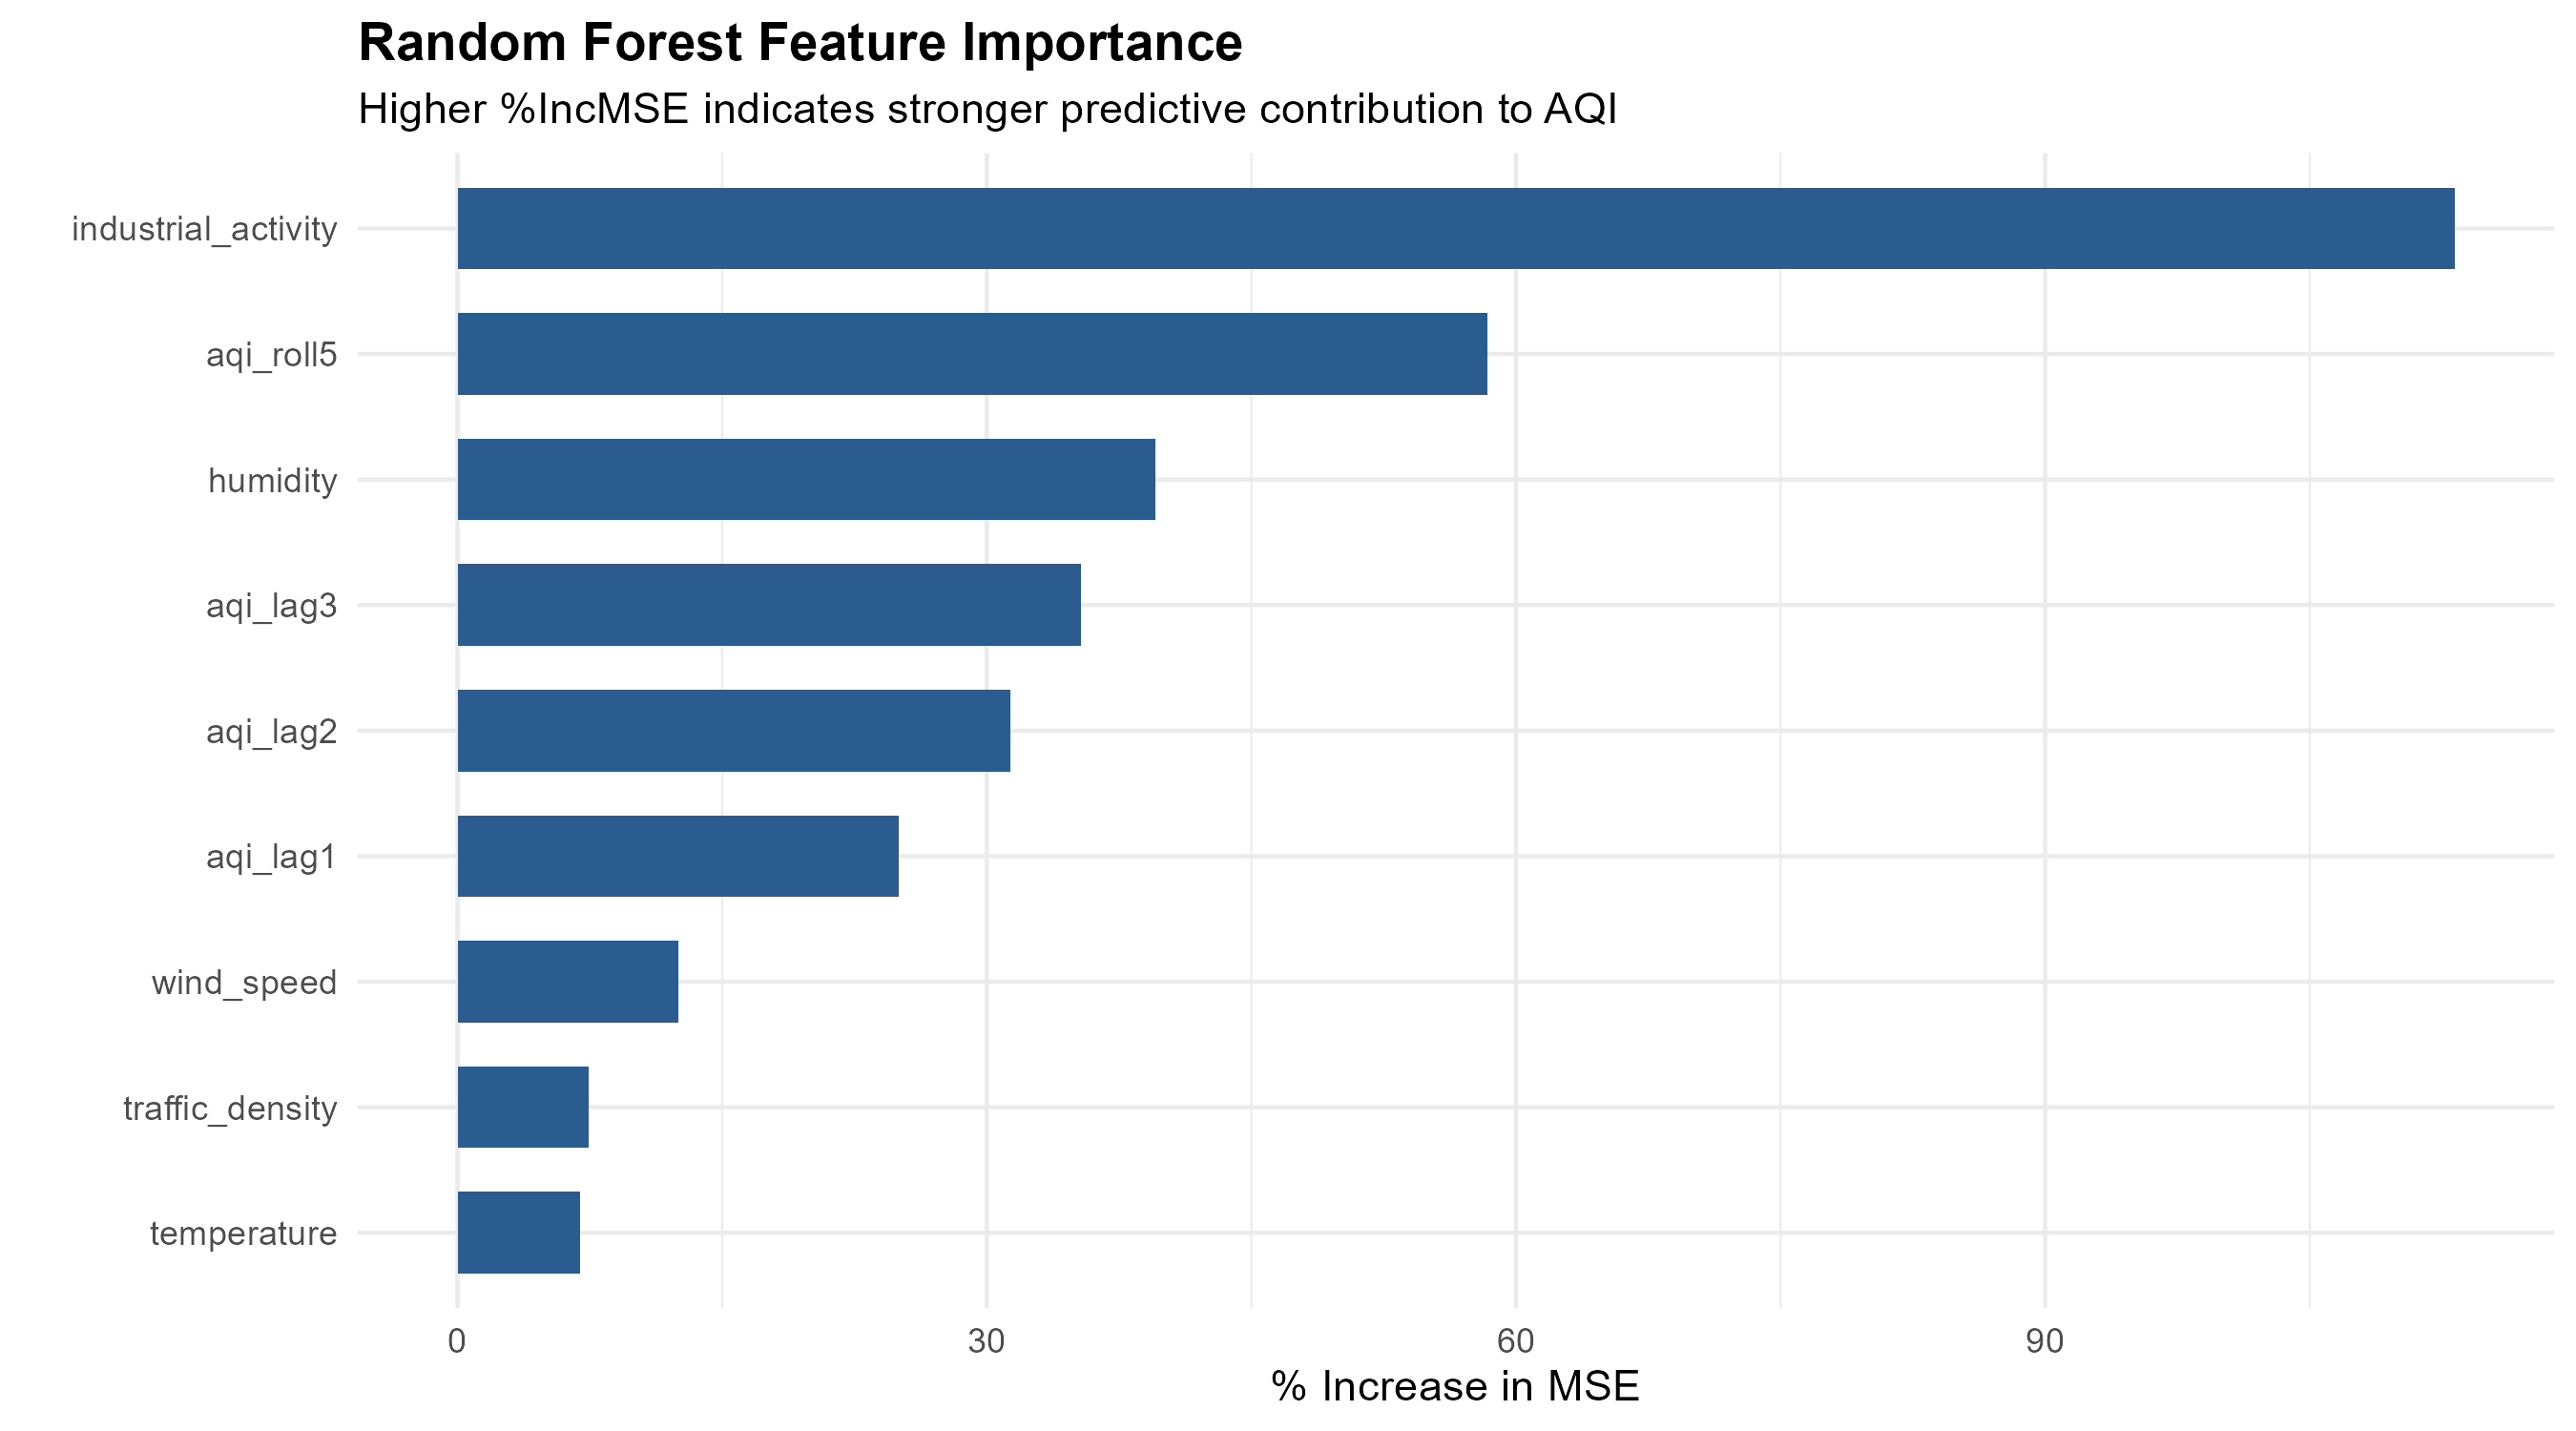 Random Forest Feature Importance
Higher %IncMSE indicates stronger predictive contribution to AQI
industrial_activity
aqi_roll5
humidity
aqi_lag3
aqi_lag2
aqi_lag1
wind_speed
traffic_density
temperature
0 30 60 90
% Increase in MSE